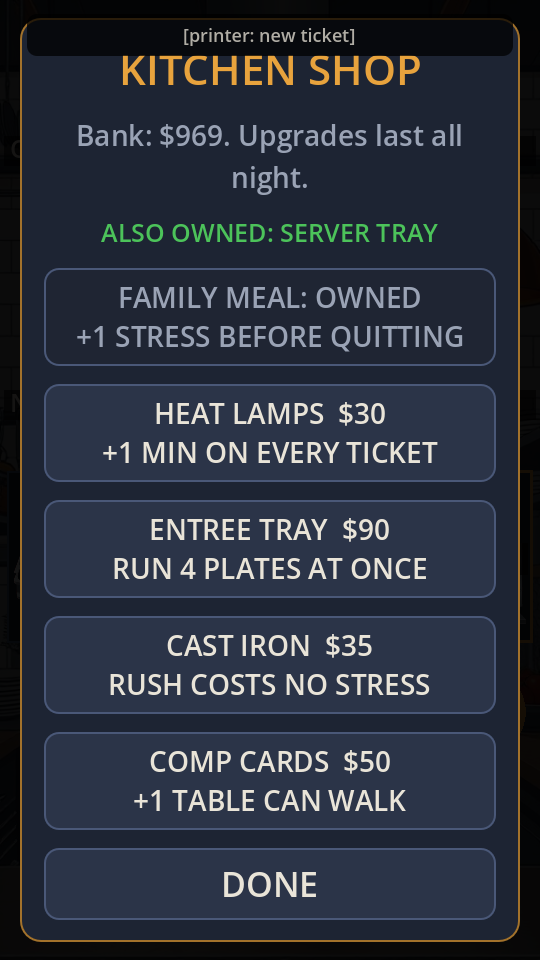 [printer: new ticket]
KITCHEN SHOP
Bank: $969. Upgrades last all
night.
ALSO OWNED: SERVER TRAY
FAMILY MEAL: OWNED
+1 STRESS BEFORE QUITTING
HEAT LAMPS $30
+1 MIN ON EVERY TICKET
ENTREE TRAY $90
RUN 4 PLATES AT ONCE
CAST IRON $35
RUSH COSTS NO STRESS
COMP CARDS $50
+1 TABLE CAN WALK
DONE